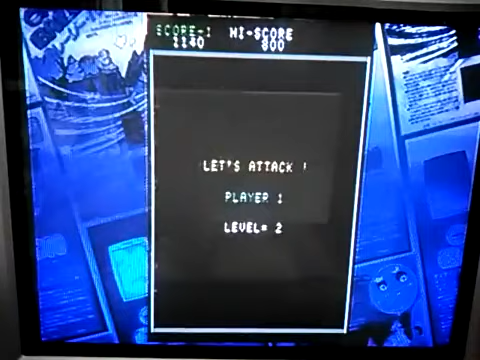 SCORE-1 HI-SCORE
1140 800
LET'S ATTACK !
PLAYER 1
LEVEL= 2